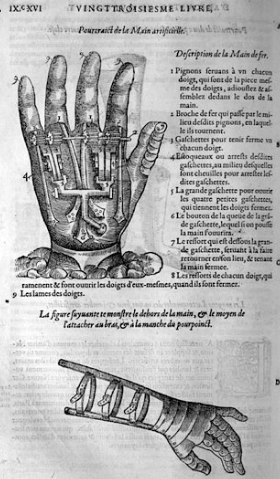 IX.C XVI VINGTTROISIESME LIVRE,
Pourtraict de la Main artificielle.
Description de la Main de fer.
1 Pignons seruans à vn chacun
doigt, qui sont de la piece mes-
me des doigts, adioustez & as-
semblez dedans le dos de la
main.
2 Broche de fer qui passe par le mi-
lieu desdits pignons, en laquel-
le ils tournent.
3 Gaschettes pour tenir ferme vn
chacun doigt.
4 Estoqueaux ou arrests desdites
gaschettes, au milieu desquelles
sont cheuilles pour arrester les-
dites gaschettes.
5 La grande gaschette pour ouurir
les quatre petites gaschettes,
qui tiennent les doigts fermez.
6 Le bouton de la queue de la grã-
de gaschette, lequel si on pousse
la main s'ouurira.
7 Le ressort qui est dessous la gran-
de gaschette, seruant à la faire
retourner en son lieu, & tenant
la main fermee.
8 Les ressorts de chacun doigt, qui
ramenent & font ouurir les doigts d'eux-mesmes, quand ils sont fermez.
9 Les lames des doigts.
La figure suyuante te monstre le dehors de la main, & le moyen de
l'attacher au bras, & à la manche du pourpoinct.